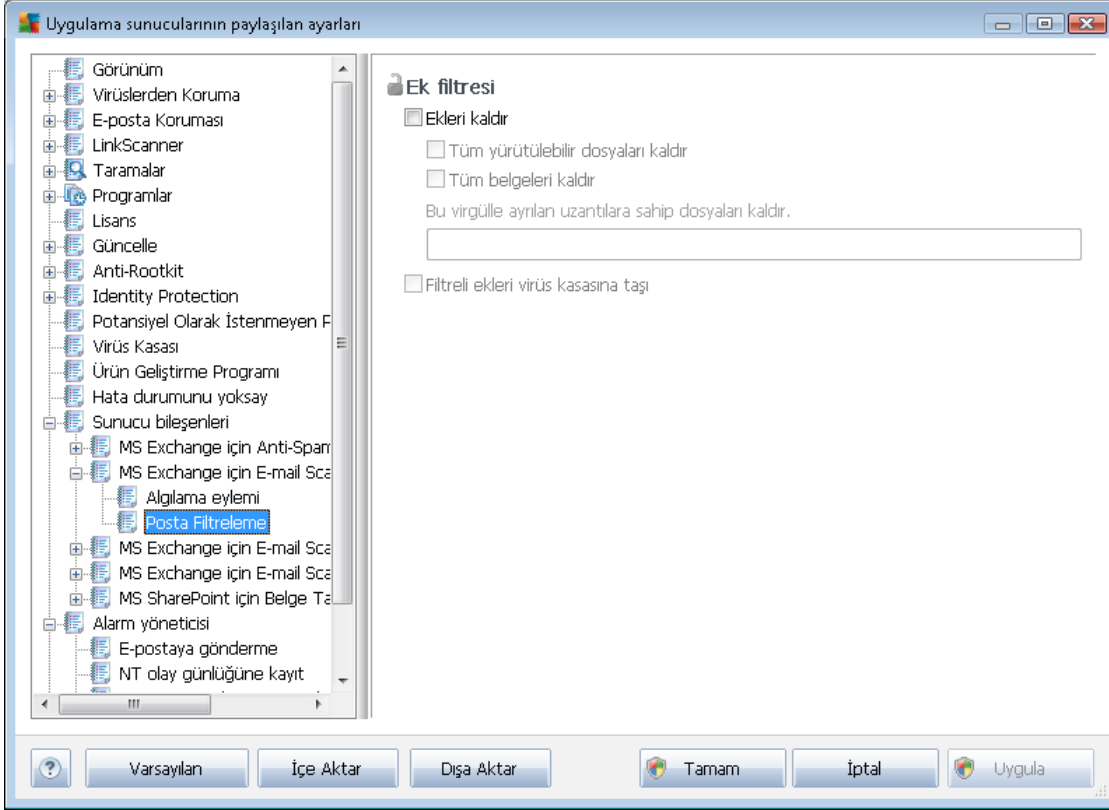 Uygulama sunucularının paylaşılan ayarları
Görünüm
Virüslerden Koruma
E-posta Koruması
LinkScanner
Taramalar
Programlar
Lisans
Güncelle
Anti-Rootkit
Identity Protection
Potansiyel Olarak İstenmeyen P
Virüs Kasası
Ürün Geliştirme Programı
Hata durumunu yoksay
Sunucu bileşenleri
MS Exchange için Anti-Spam
MS Exchange için E-mail Sca
Algılama eylemi
Posta Filtreleme
MS Exchange için E-mail Sca
MS Exchange için E-mail Sca
MS SharePoint için Belge Ta
Alarm yöneticisi
E-postaya gönderme
NT olay günlüğüne kayıt
Ek filtresi
Ekleri kaldır
Tüm yürütülebilir dosyaları kaldır
Tüm belgeleri kaldır
Bu virgülle ayrılan uzantılara sahip dosyaları kaldır.
Filtreli ekleri virüs kasasına taşı
? Varsayılan İçe Aktar Dışa Aktar Tamam İptal Uygula